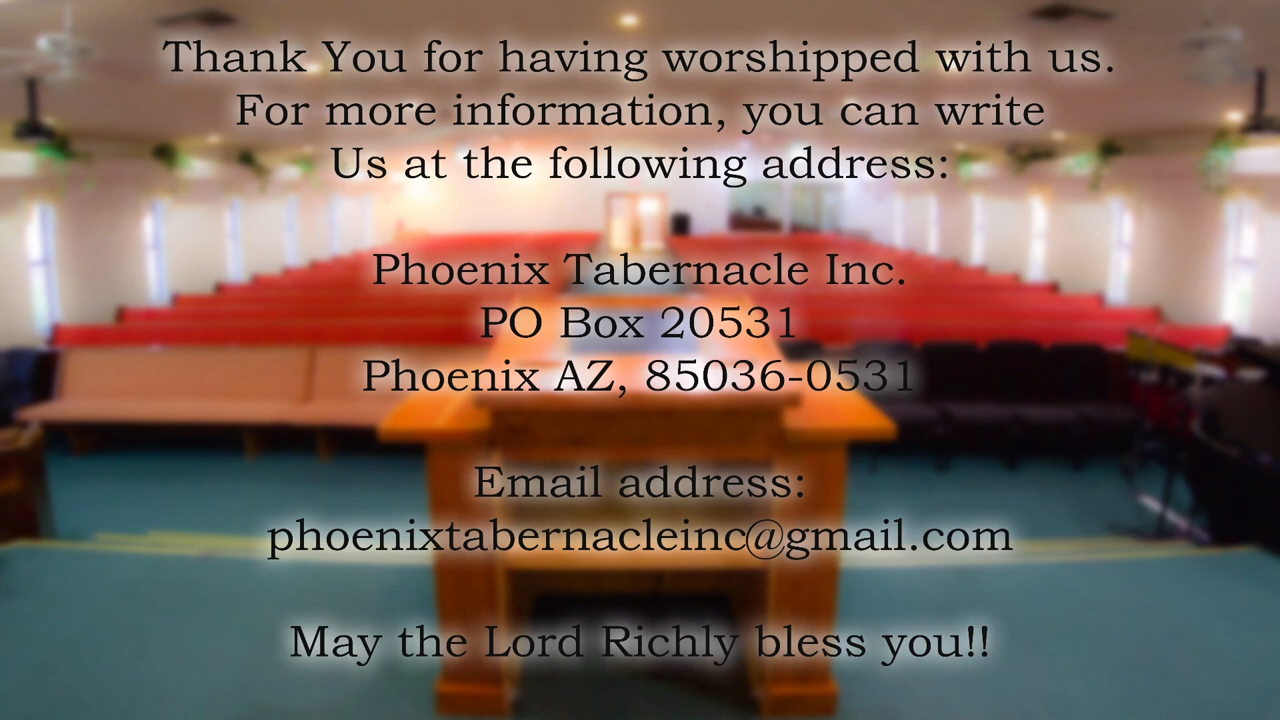 Thank You for having worshipped with us.
For more information, you can write
Us at the following address:
Phoenix Tabernacle Inc.
PO Box 20531
Phoenix AZ, 85036-0531
Email address:
phoenixtabernacleinc@gmail.com
May the Lord Richly bless you!!